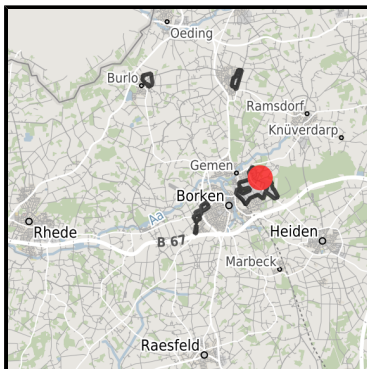 Oeding
Burlo
Ramsdorf
Knüverdarp
Gemen
Borken
Aa
Rhede
B 67
Heiden
Marbeck
Raesfeld